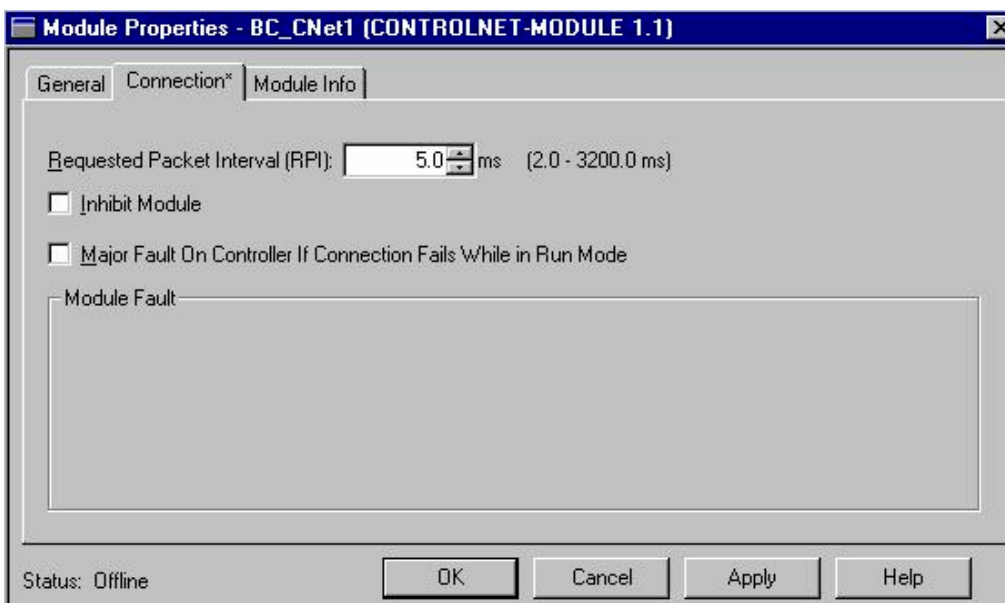 Module Properties - BC_CNet1 (CONTROLNET-MODULE 1.1)
General Connection* Module Info
Requested Packet Interval (RPI): 5.0 ms (2.0 - 3200.0 ms)
Inhibit Module
Major Fault On Controller If Connection Fails While in Run Mode
Module Fault
Status: Offline OK Cancel Apply Help